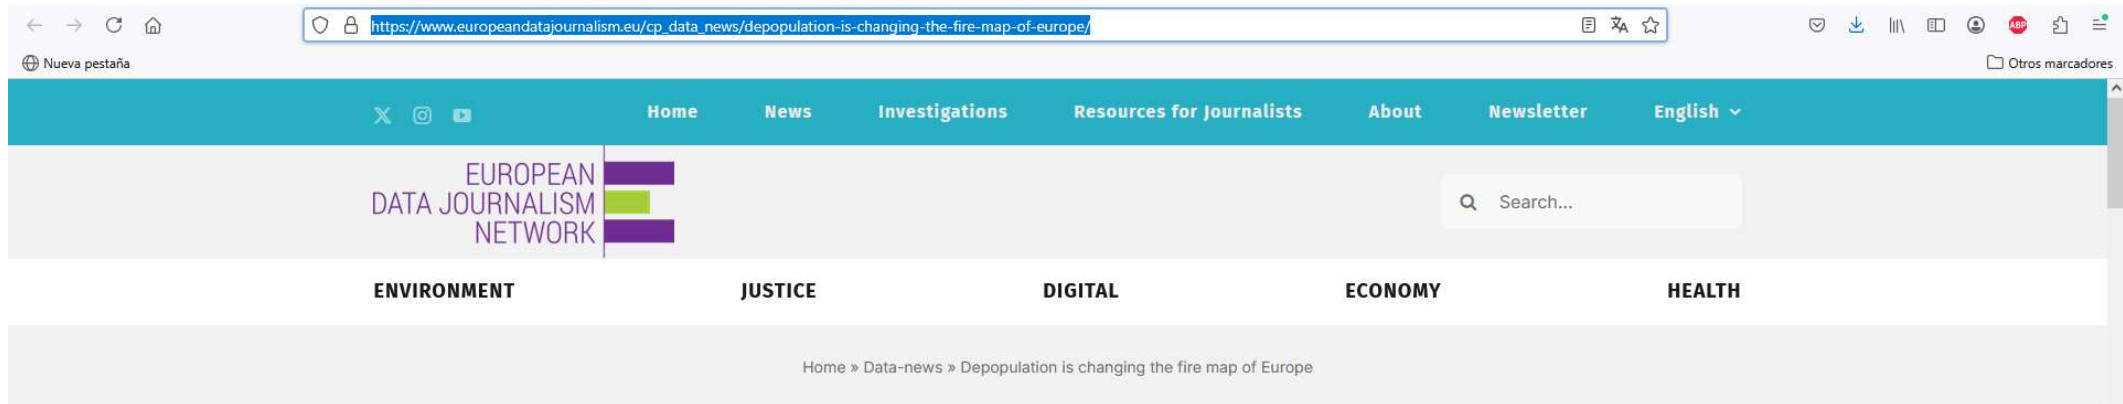 https://www.europeandatajournalism.eu/cp_data_news/depopulation-is-changing-the-fire-map-of-europe/
ABP
Nueva pestaña
Otros marcadores
Home News Investigations Resources for Journalists About Newsletter English
EUROPEAN
DATA JOURNALISM
NETWORK
Search...
ENVIRONMENT JUSTICE DIGITAL ECONOMY HEALTH
Home » Data-news » Depopulation is changing the fire map of Europe